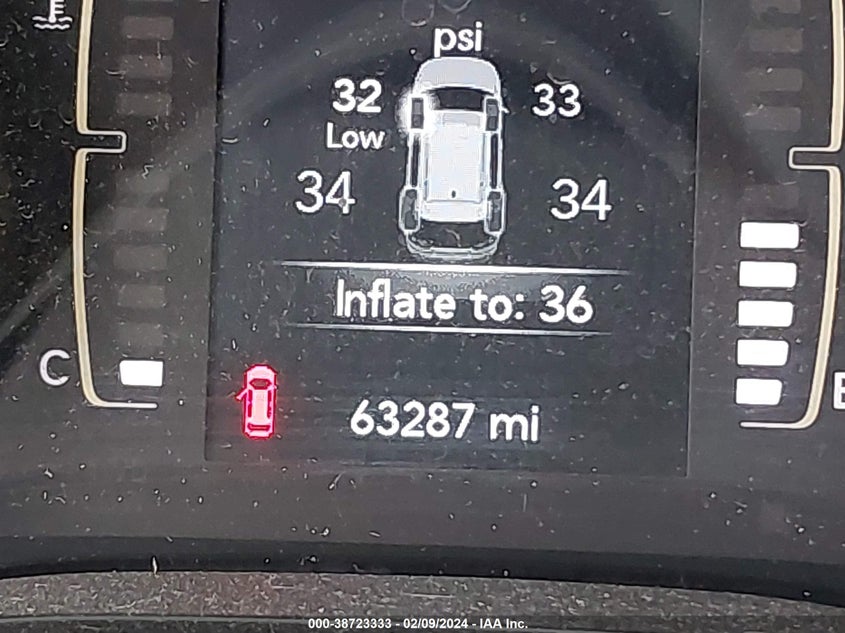 psi
32 33
Low
34 34
Inflate to: 36
C
E
63287 mi
000-38723333 - 02/09/2024 - IAA Inc.